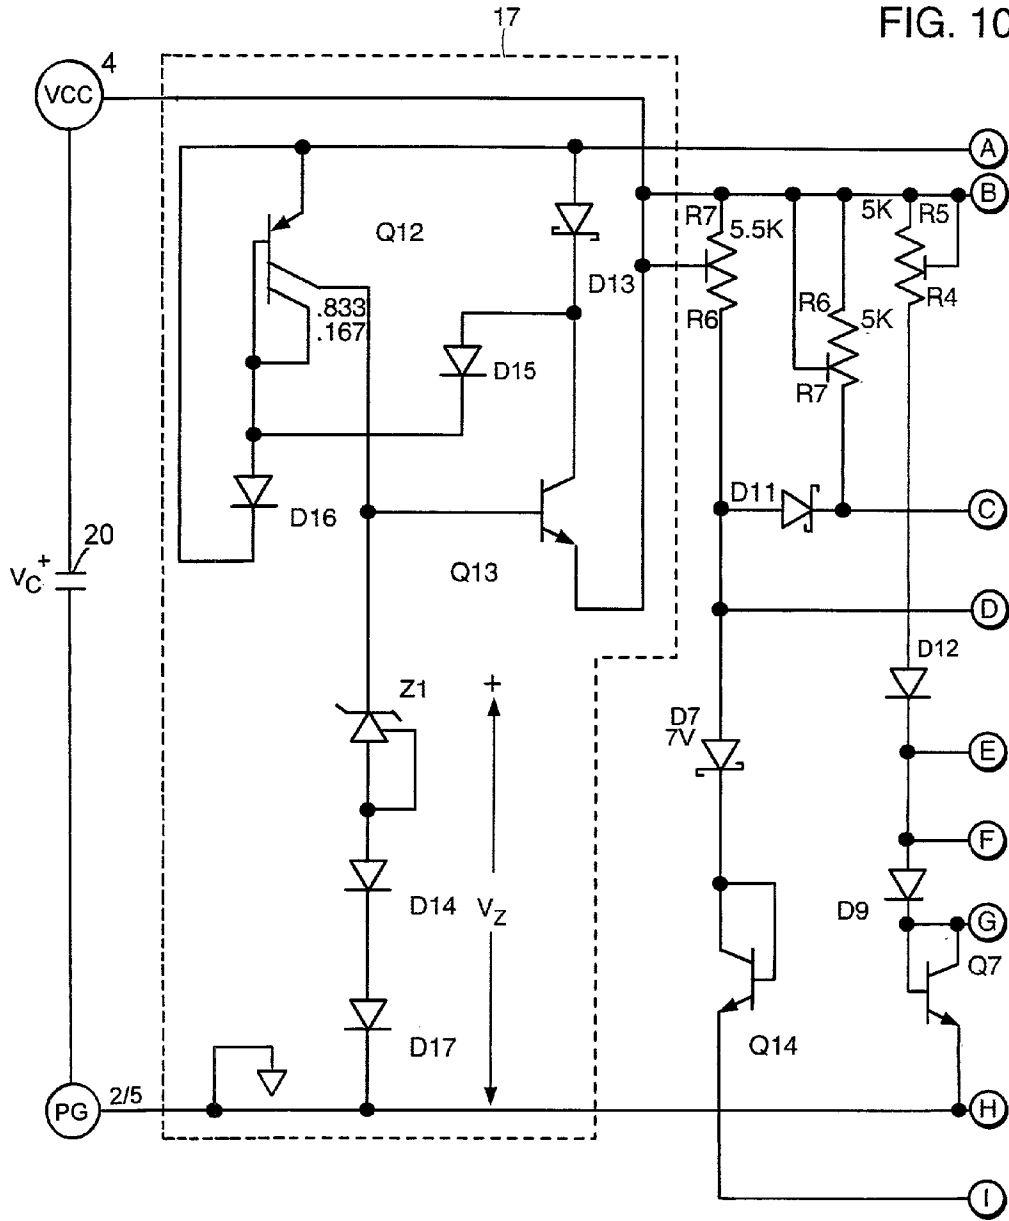 17
FIG. 10
4
VCC
A
B
R7
5.5K
5K
R5
Q12
D13
R4
.833
.167
R6
R6
5K
D15
R7
D11
D16
C
20
+
VC
Q13
D
D12
Z1
+
D7
7V
E
F
D14
VZ
D9
G
Q7
D17
Q14
2/5
PG
H
I